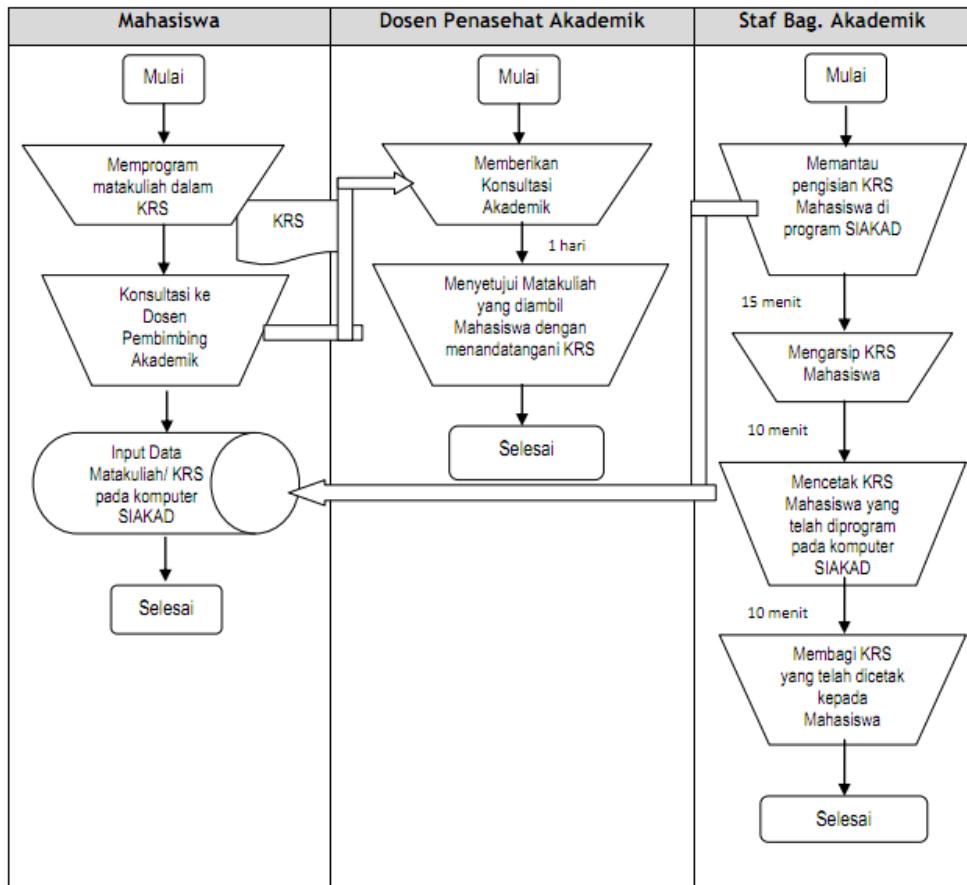 Mahasiswa
Dosen Penasehat Akademik
Staf Bag. Akademik
Mulai
Memprogram
matakuliah dalam
KRS
KRS
Konsultasi ke
Dosen
Pembimbing
Akademik
Input Data
Matakuliah/ KRS
pada komputer
SIAKAD
Selesai
Mulai
Memberikan
Konsultasi
Akademik
1 hari
Menyetujui Matakuliah
yang diambil
Mahasiswa dengan
menandatangani KRS
Selesai
Mulai
Memantau
pengisian KRS
Mahasiswa di
program SIAKAD
15 menit
Mengarsip KRS
Mahasiswa
10 menit
Mencetak KRS
Mahasiswa yang
telah diprogram
pada komputer
SIAKAD
10 menit
Membagi KRS
yang telah dicetak
kepada
Mahasiswa
Selesai